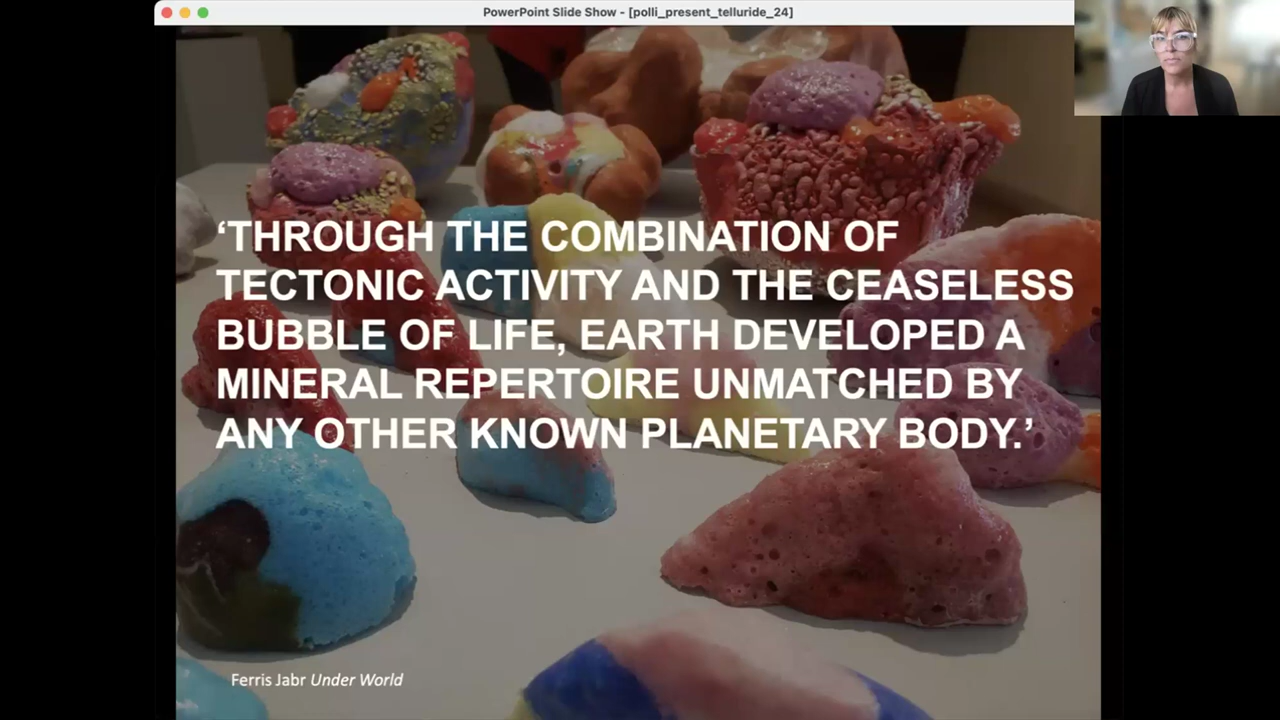 PowerPoint Slide Show - [polli_present_telluride_24]
‘THROUGH THE COMBINATION OF
TECTONIC ACTIVITY AND THE CEASELESS
BUBBLE OF LIFE, EARTH DEVELOPED A
MINERAL REPERTOIRE UNMATCHED BY
ANY OTHER KNOWN PLANETARY BODY.’
Ferris Jabr Under World